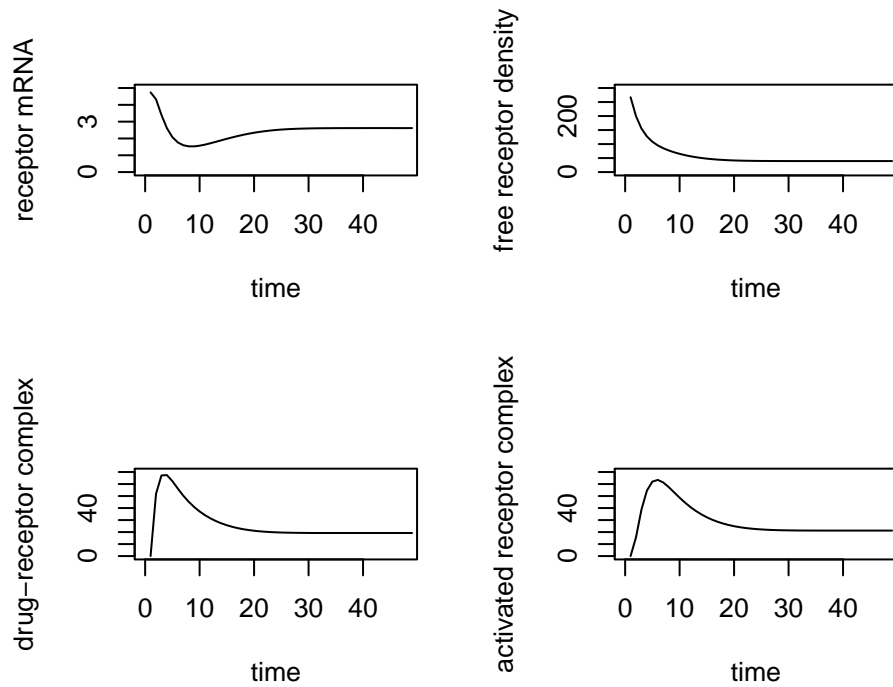 receptor mRNA
0 3
0 10 20 30 40
time
free receptor density
0 200
0 10 20 30 40
time
drug−receptor complex
0 40
0 10 20 30 40
time
activated receptor complex
0 40
0 10 20 30 40
time